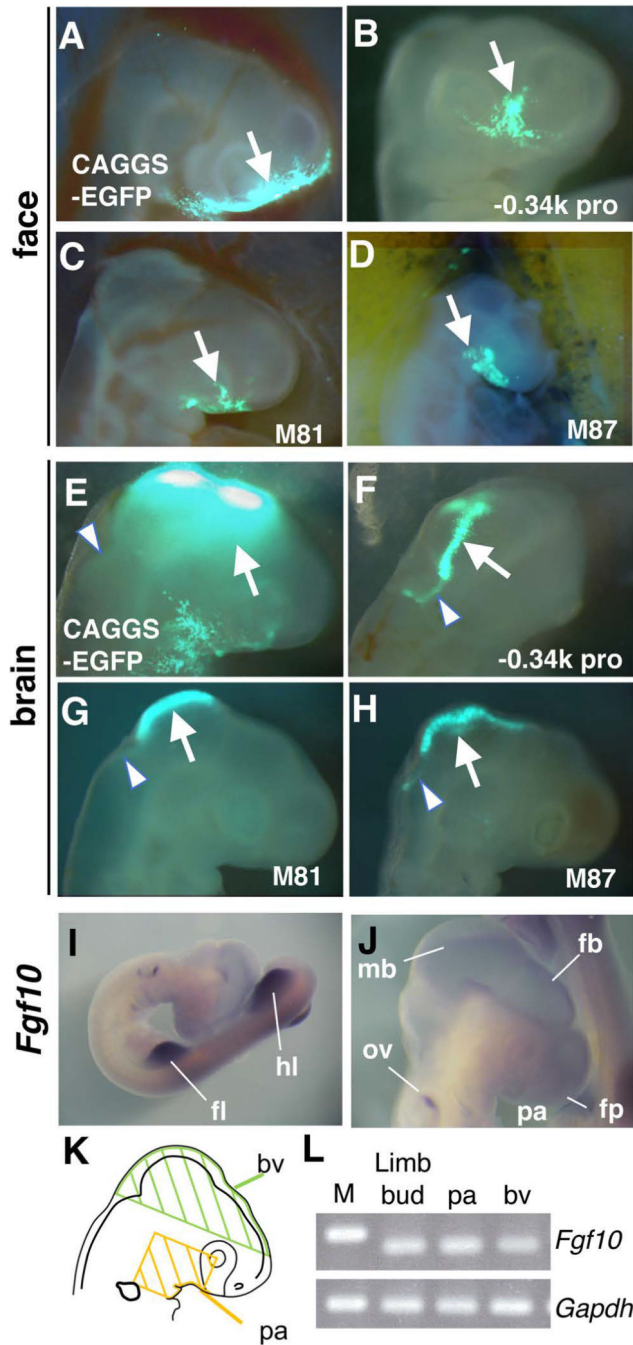 face
A
CAGGS
-EGFP
B
-0.34k pro
C
M81
D
M87
brain
E
CAGGS
-EGFP
F
-0.34k pro
G
M81
H
M87
Fgf10
I
fl
hl
J
mb
fb
ov
pa
fp
K
bv
pa
L
M
Limb
bud
pa
bv
Fgf10
Gapdh